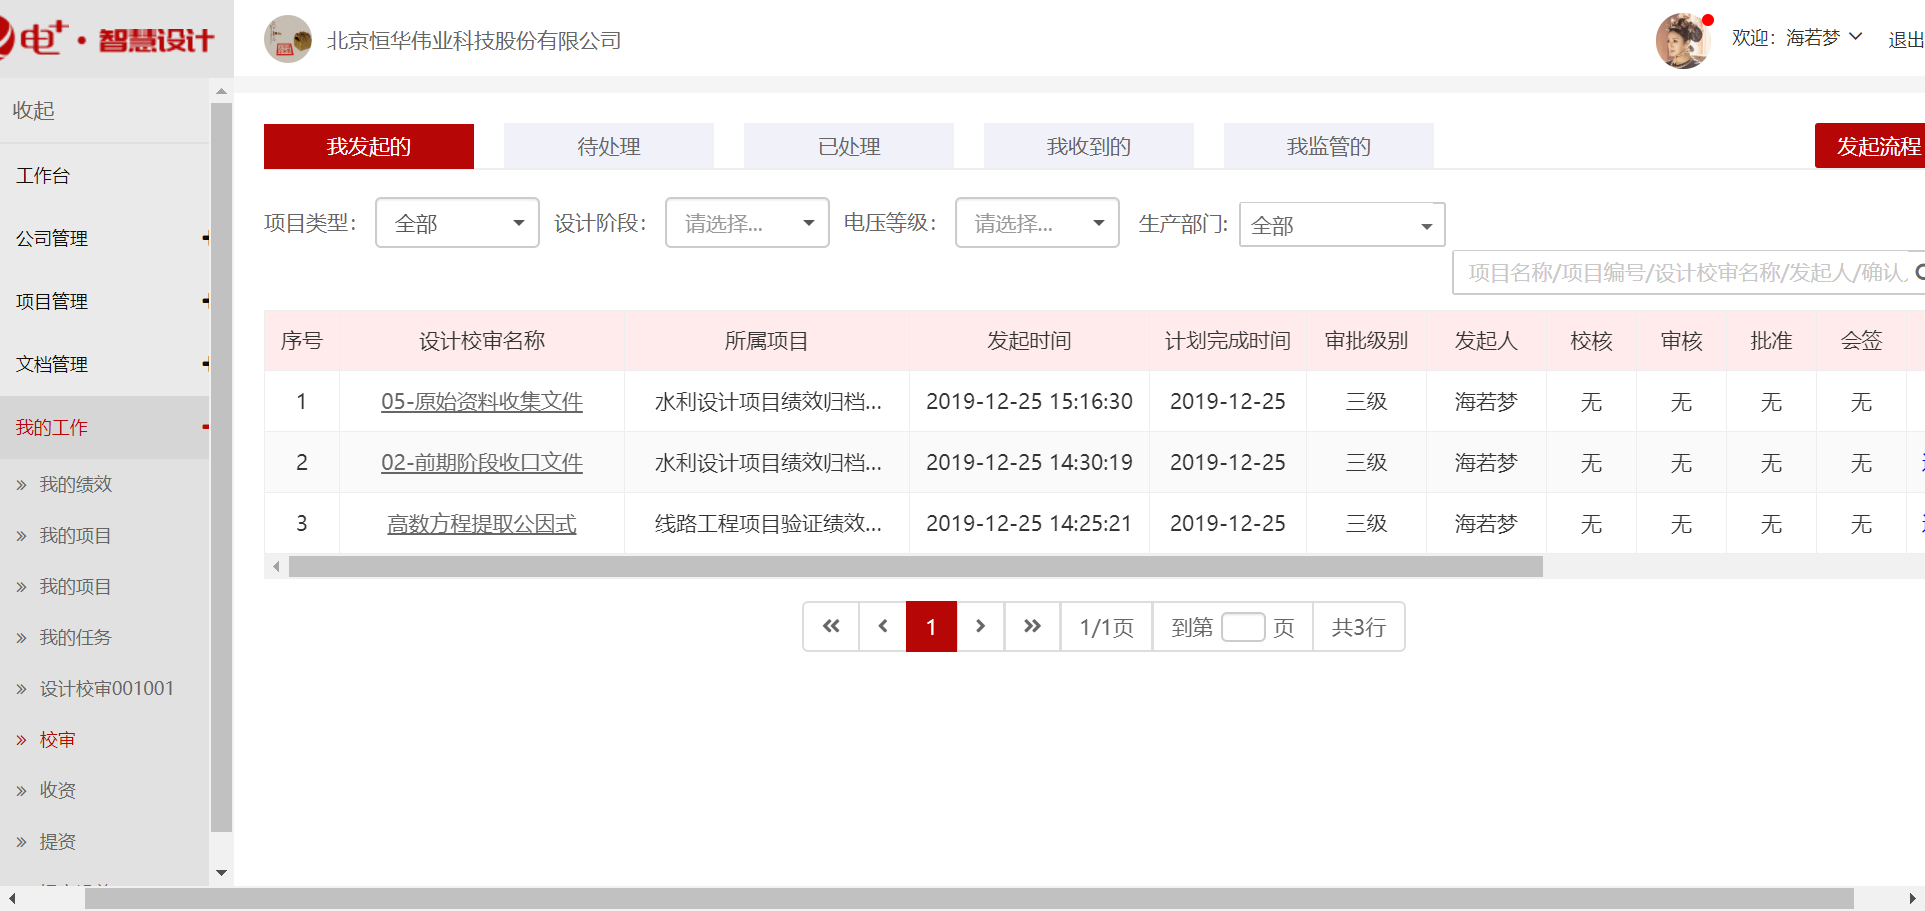 电+·智慧设计
北京恒华伟业科技股份有限公司
欢迎：海若梦
退出
收起
工作台
公司管理
项目管理
文档管理
我的工作
我的绩效
我的项目
我的项目
我的任务
设计校审001001
校审
收资
提资
我发起的
待处理
已处理
我收到的
我监管的
发起流程
项目类型：
全部
设计阶段：
请选择...
电压等级：
请选择...
生产部门:
全部
项目名称/项目编号/设计校审名称/发起人/确认
序号 设计校审名称 所属项目 发起时间 计划完成时间 审批级别 发起人 校核 审核 批准 会签
1 05-原始资料收集文件 水利设计项目绩效归档... 2019-12-25 15:16:30 2019-12-25 三级 海若梦 无 无 无 无
2 02-前期阶段收口文件 水利设计项目绩效归档... 2019-12-25 14:30:19 2019-12-25 三级 海若梦 无 无 无 无
3 高数方程提取公因式 线路工程项目验证绩效... 2019-12-25 14:25:21 2019-12-25 三级 海若梦 无 无 无 无
1 1/1页 到第 页 共3行